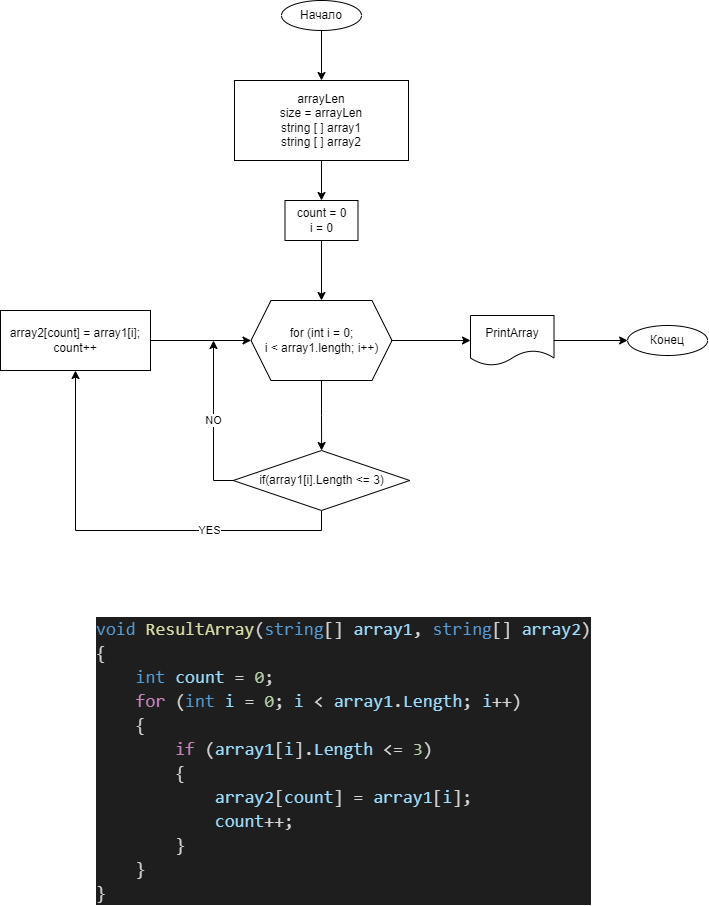 Начало
arrayLen
size = arrayLen
string [ ] array1
string [ ] array2
count = 0
i = 0
array2[count] = array1[i];
count++
for (int i = 0;
i < array1.length; i++)
PrintArray
Конец
NO
if(array1[i].Length <= 3)
YES
void ResultArray(string[] array1, string[] array2)
{
    int count = 0;
    for (int i = 0; i < array1.Length; i++)
    {
        if (array1[i].Length <= 3)
        {
            array2[count] = array1[i];
            count++;
        }
    }
}